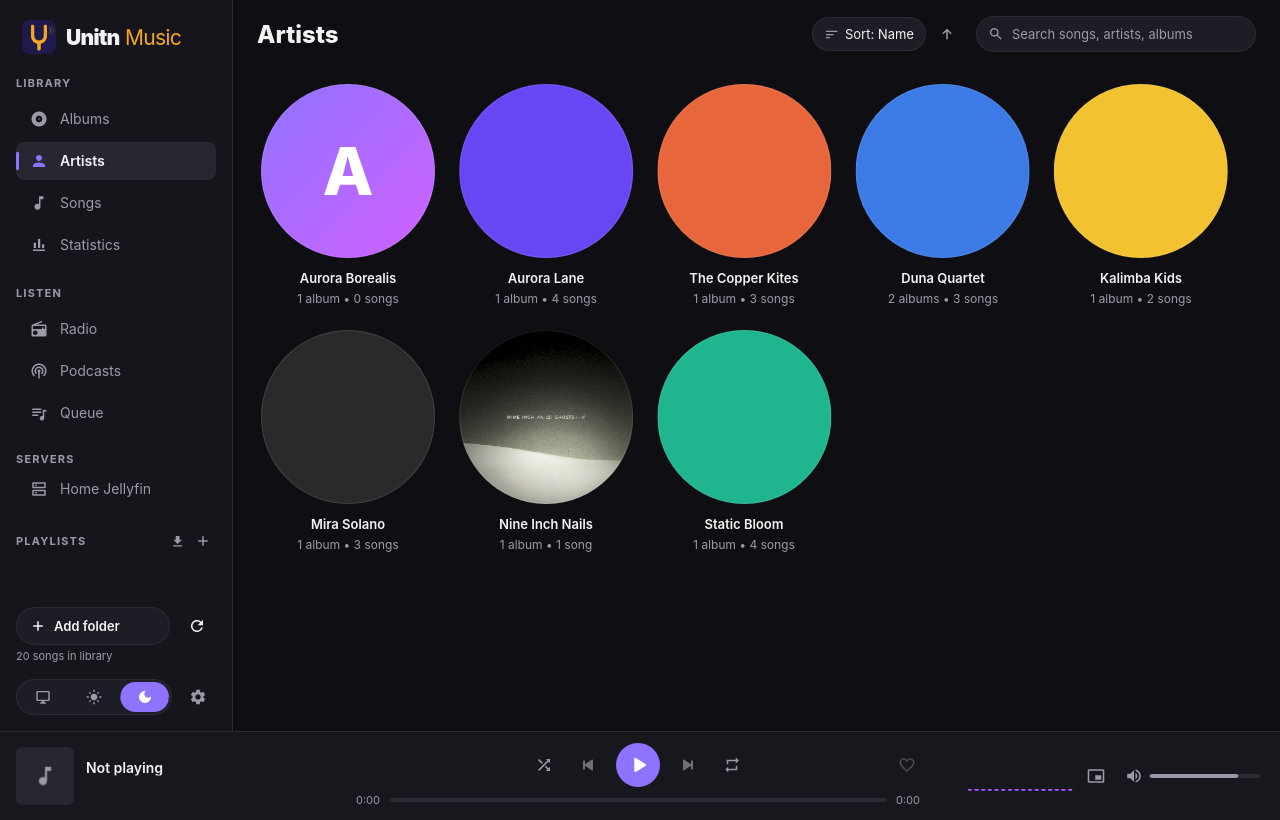 Unitn Music
LIBRARY
Albums
Artists
Songs
Statistics
LISTEN
Radio
Podcasts
Queue
SERVERS
Home Jellyfin
PLAYLISTS
Add folder
20 songs in library
Artists
Sort: Name
Search songs, artists, albums
A
Aurora Borealis
1 album • 0 songs
Aurora Lane
1 album • 4 songs
The Copper Kites
1 album • 3 songs
Duna Quartet
2 albums • 3 songs
Kalimba Kids
1 album • 2 songs
Mira Solano
1 album • 3 songs
NINE INCH NAILS GHOSTS I-V
Nine Inch Nails
1 album • 1 song
Static Bloom
1 album • 4 songs
Not playing
0:00
0:00